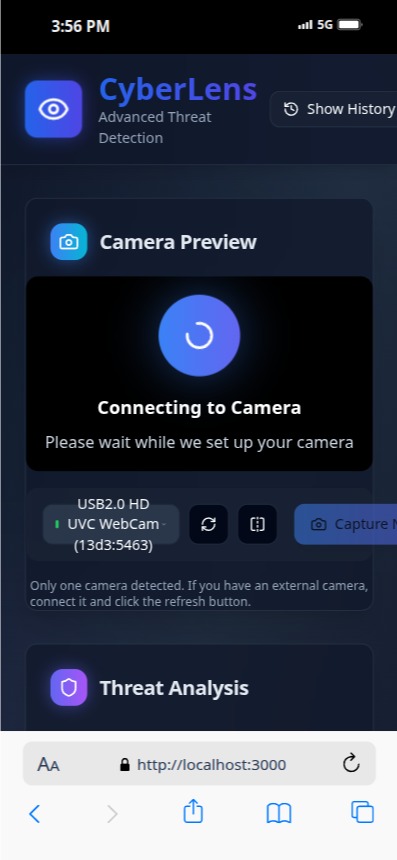 3:56 PM
5G
CyberLens
Advanced Threat
Detection
Show History
Camera Preview
Connecting to Camera
Please wait while we set up your camera
USB2.0 HD
UVC WebCam
(13d3:5463)
Capture
Only one camera detected. If you have an external camera,
connect it and click the refresh button.
Threat Analysis
AA
http://localhost:3000